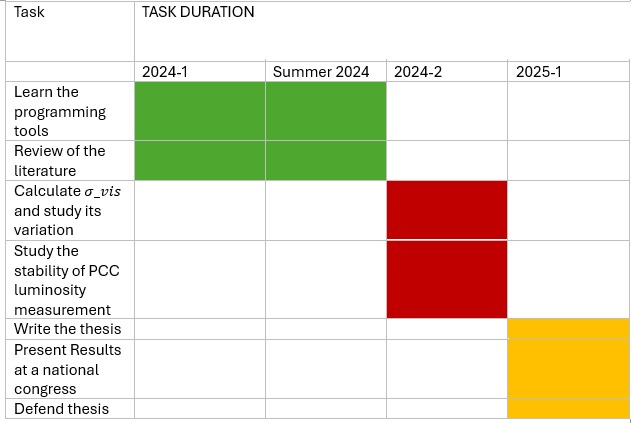 Task TASK DURATION
2024-1 Summer 2024 2024-2 2025-1
Learn the
programming
tools
Review of the
literature
Calculate 𝜎_𝑣𝑖𝑠
and study its
variation
Study the
stability of PCC
luminosity
measurement
Write the thesis
Present Results
at a national
congress
Defend thesis